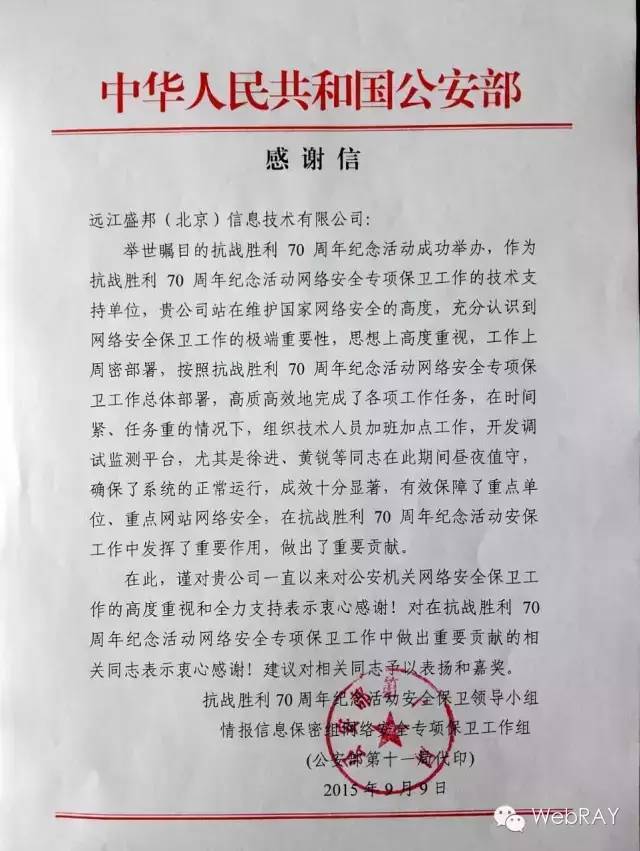 中华人民共和国公安部
感谢信
远江盛邦（北京）信息技术有限公司：
举世瞩目的抗战胜利 70 周年纪念活动成功举办，作为
抗战胜利 70 周年纪念活动网络安全专项保卫工作的技术支
持单位，贵公司站在维护国家网络安全的高度，充分认识到
网络安全保卫工作的极端重要性，思想上高度重视，工作上
周密部署，按照抗战胜利 70 周年纪念活动网络安全专项保
卫工作总体部署，高质高效地完成了各项工作任务，在时间
紧、任务重的情况下，组织技术人员加班加点工作，开发调
试监测平台，尤其是徐进、黄锐等同志在此期间昼夜值守，
确保了系统的正常运行，成效十分显著，有效保障了重点单
位、重点网站网络安全，在抗战胜利 70 周年纪念活动安保
工作中发挥了重要作用，做出了重要贡献。
在此，谨对贵公司一直以来对公安机关网络安全保卫工
作的高度重视和全力支持表示衷心感谢！对在抗战胜利 70
周年纪念活动网络安全专项保卫工作中做出重要贡献的相
关同志表示衷心感谢！建议对相关同志予以表扬和嘉奖。
抗战胜利 70 周年纪念活动安全保卫领导小组
情报信息保密组网络安全专项保卫工作组
(公安部第十一局代印)
2015 年 9 月 9 日
WebRAY